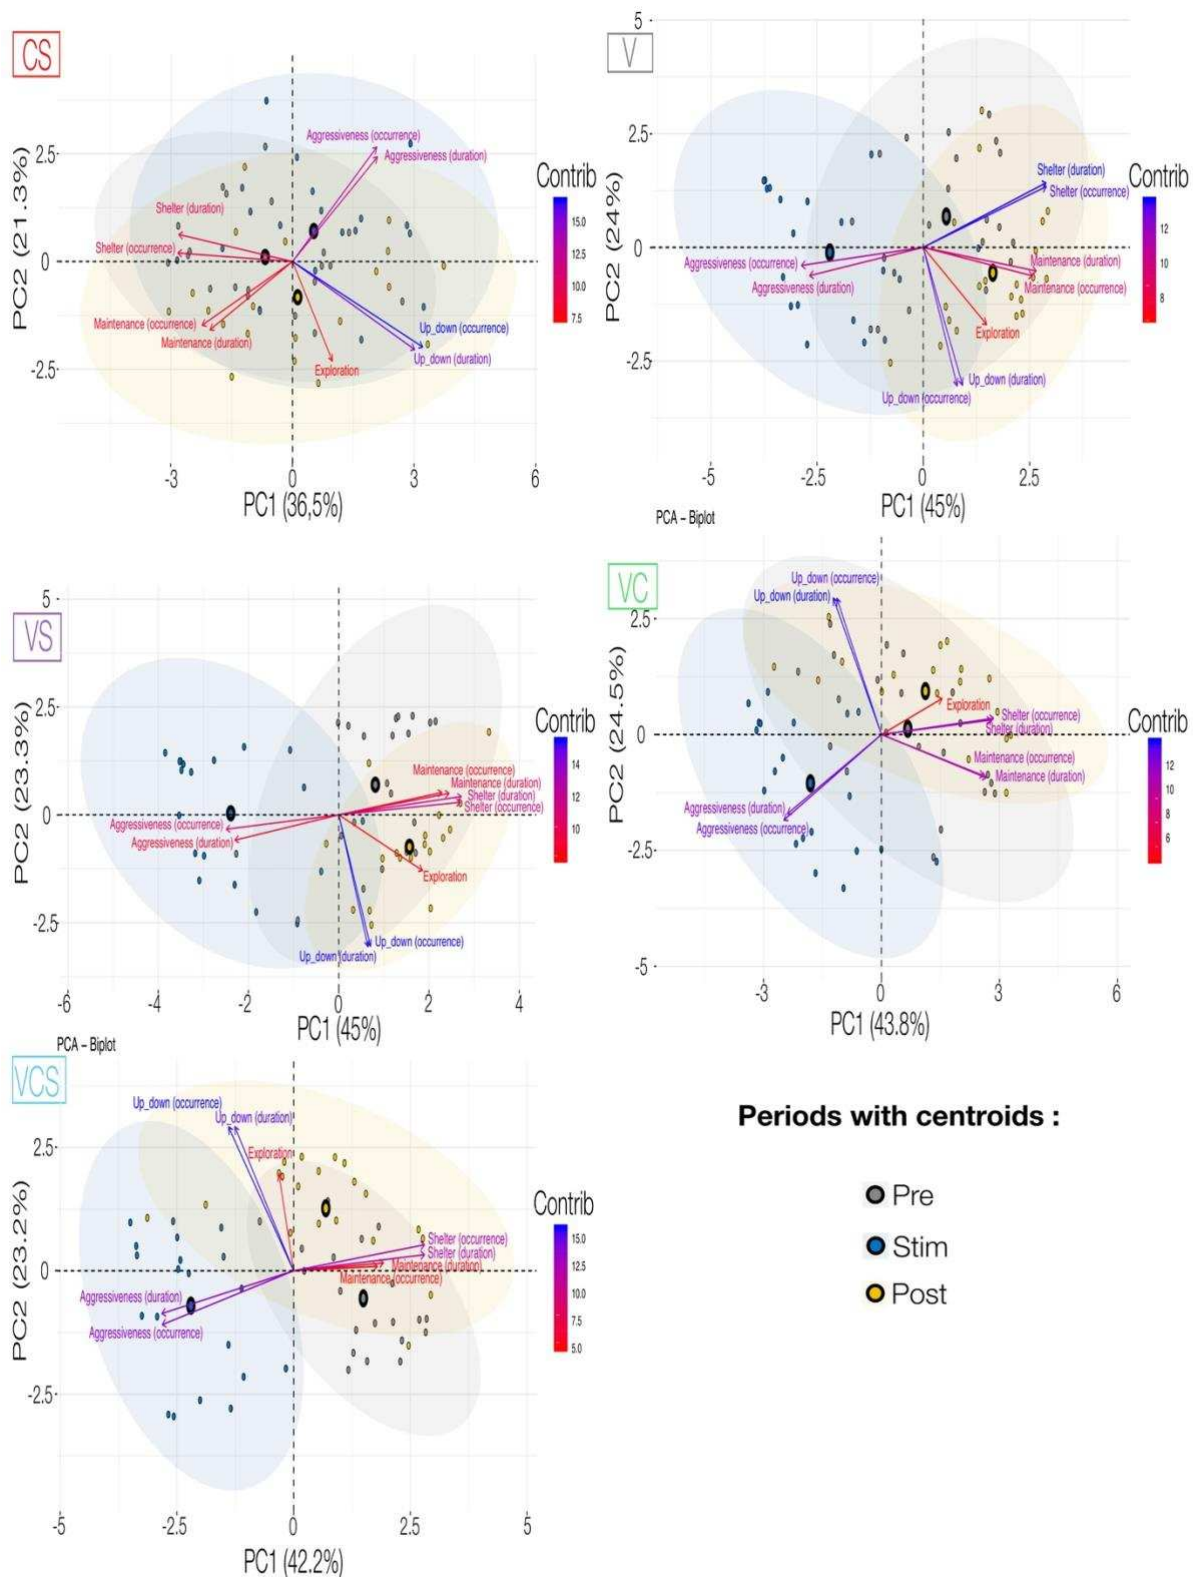 CS
PC2 (21.3%)
2.5
0
-2.5
Aggressiveness (occurrence)
Aggressiveness (duration)
Shelter (duration)
Shelter (occurrence)
Maintenance (occurrence)
Maintenance (duration)
Exploration
Up_down (occurrence)
Up_down (duration)
-3
0
3
6
PC1 (36,5%)
Contrib
15.0
12.5
10.0
7.5
V
PC2 (24%)
5
2.5
0
-2.5
Shelter (duration)
Shelter (occurrence)
Aggressiveness (occurrence)
Aggressiveness (duration)
Maintenance (duration)
Maintenance (occurrence)
Exploration
Up_down (duration)
Up_down (occurrence)
-5
-2.5
0
2.5
PC1 (45%)
Contrib
12
10
8
VS
PC2 (23.3%)
5
2.5
0
-2.5
Maintenance (occurrence)
Maintenance (duration)
Shelter (duration)
Shelter (occurrence)
Aggressiveness (occurrence)
Aggressiveness (duration)
Exploration
Up_down (occurrence)
Up_down (duration)
-6
-4
-2
0
2
4
PC1 (45%)
Contrib
14
12
10
PCA – Biplot
VC
PC2 (24.5%)
2.5
0
-2.5
-5
Up_down (occurrence)
Up_down (duration)
Exploration
Shelter (occurrence)
Shelter (duration)
Maintenance (occurrence)
Maintenance (duration)
Aggressiveness (duration)
Aggressiveness (occurrence)
-3
0
3
6
PC1 (43.8%)
Contrib
12
10
8
6
PCA – Biplot
VCS
PC2 (23.2%)
2.5
0
-2.5
Up_down (occurrence)
Up_down (duration)
Exploration
Shelter (occurrence)
Shelter (duration)
Maintenance (duration)
Maintenance (occurrence)
Aggressiveness (duration)
Aggressiveness (occurrence)
-5
-2.5
0
2.5
5
PC1 (42.2%)
Contrib
15.0
12.5
10.0
7.5
5.0
Periods with centroids :
Pre
Stim
Post